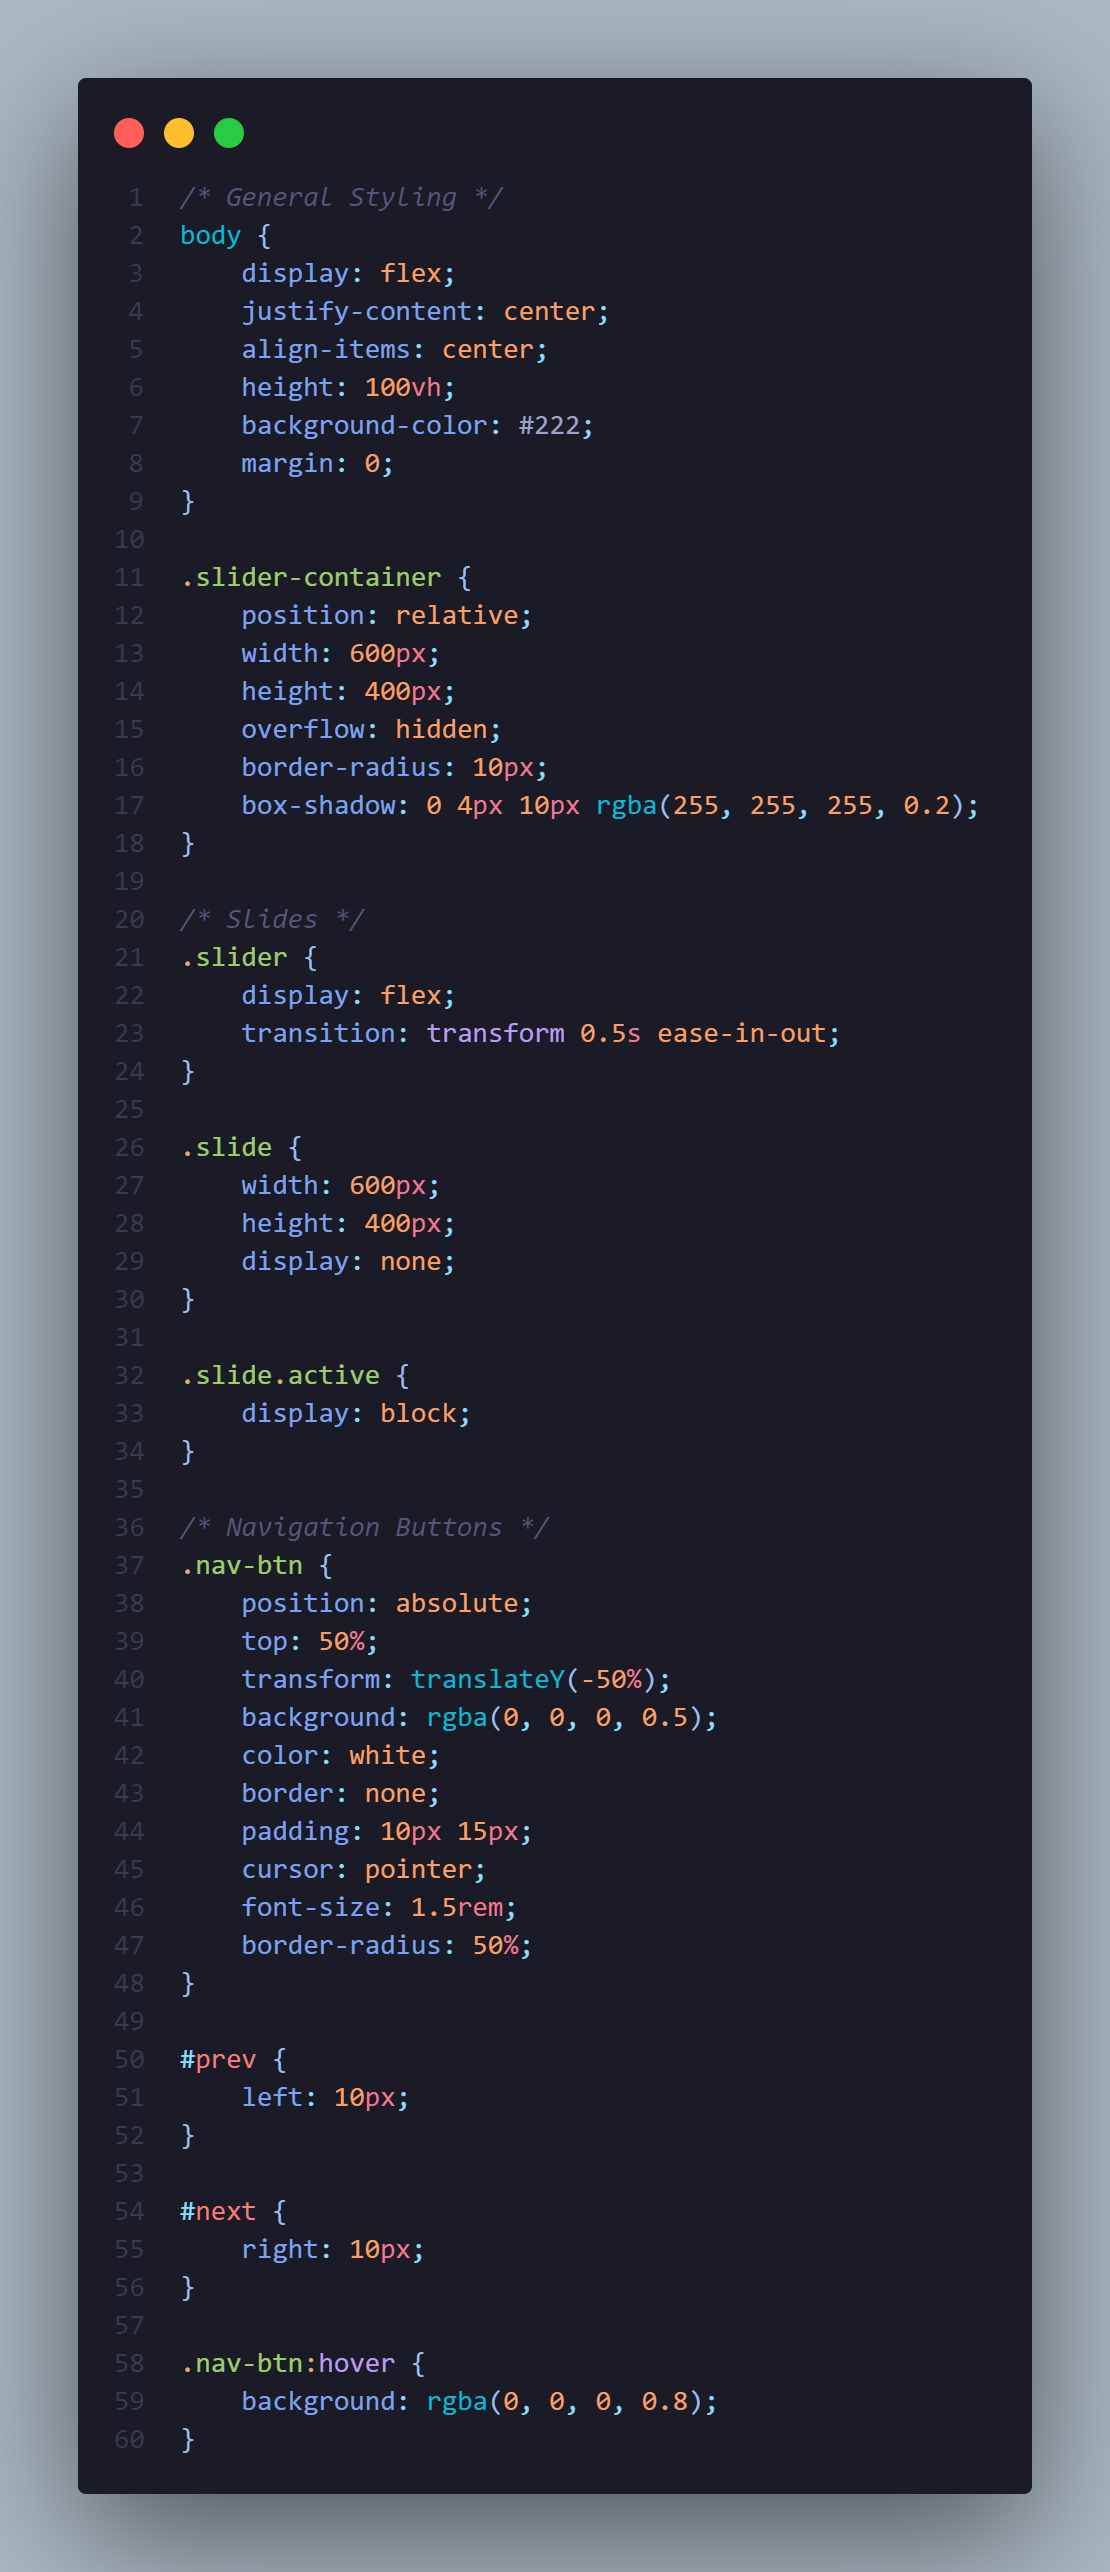 1 /* General Styling */
2 body {
3     display: flex;
4     justify-content: center;
5     align-items: center;
6     height: 100vh;
7     background-color: #222;
8     margin: 0;
9 }
10
11 .slider-container {
12     position: relative;
13     width: 600px;
14     height: 400px;
15     overflow: hidden;
16     border-radius: 10px;
17     box-shadow: 0 4px 10px rgba(255, 255, 255, 0.2);
18 }
19
20 /* Slides */
21 .slider {
22     display: flex;
23     transition: transform 0.5s ease-in-out;
24 }
25
26 .slide {
27     width: 600px;
28     height: 400px;
29     display: none;
30 }
31
32 .slide.active {
33     display: block;
34 }
35
36 /* Navigation Buttons */
37 .nav-btn {
38     position: absolute;
39     top: 50%;
40     transform: translateY(-50%);
41     background: rgba(0, 0, 0, 0.5);
42     color: white;
43     border: none;
44     padding: 10px 15px;
45     cursor: pointer;
46     font-size: 1.5rem;
47     border-radius: 50%;
48 }
49
50 #prev {
51     left: 10px;
52 }
53
54 #next {
55     right: 10px;
56 }
57
58 .nav-btn:hover {
59     background: rgba(0, 0, 0, 0.8);
60 }